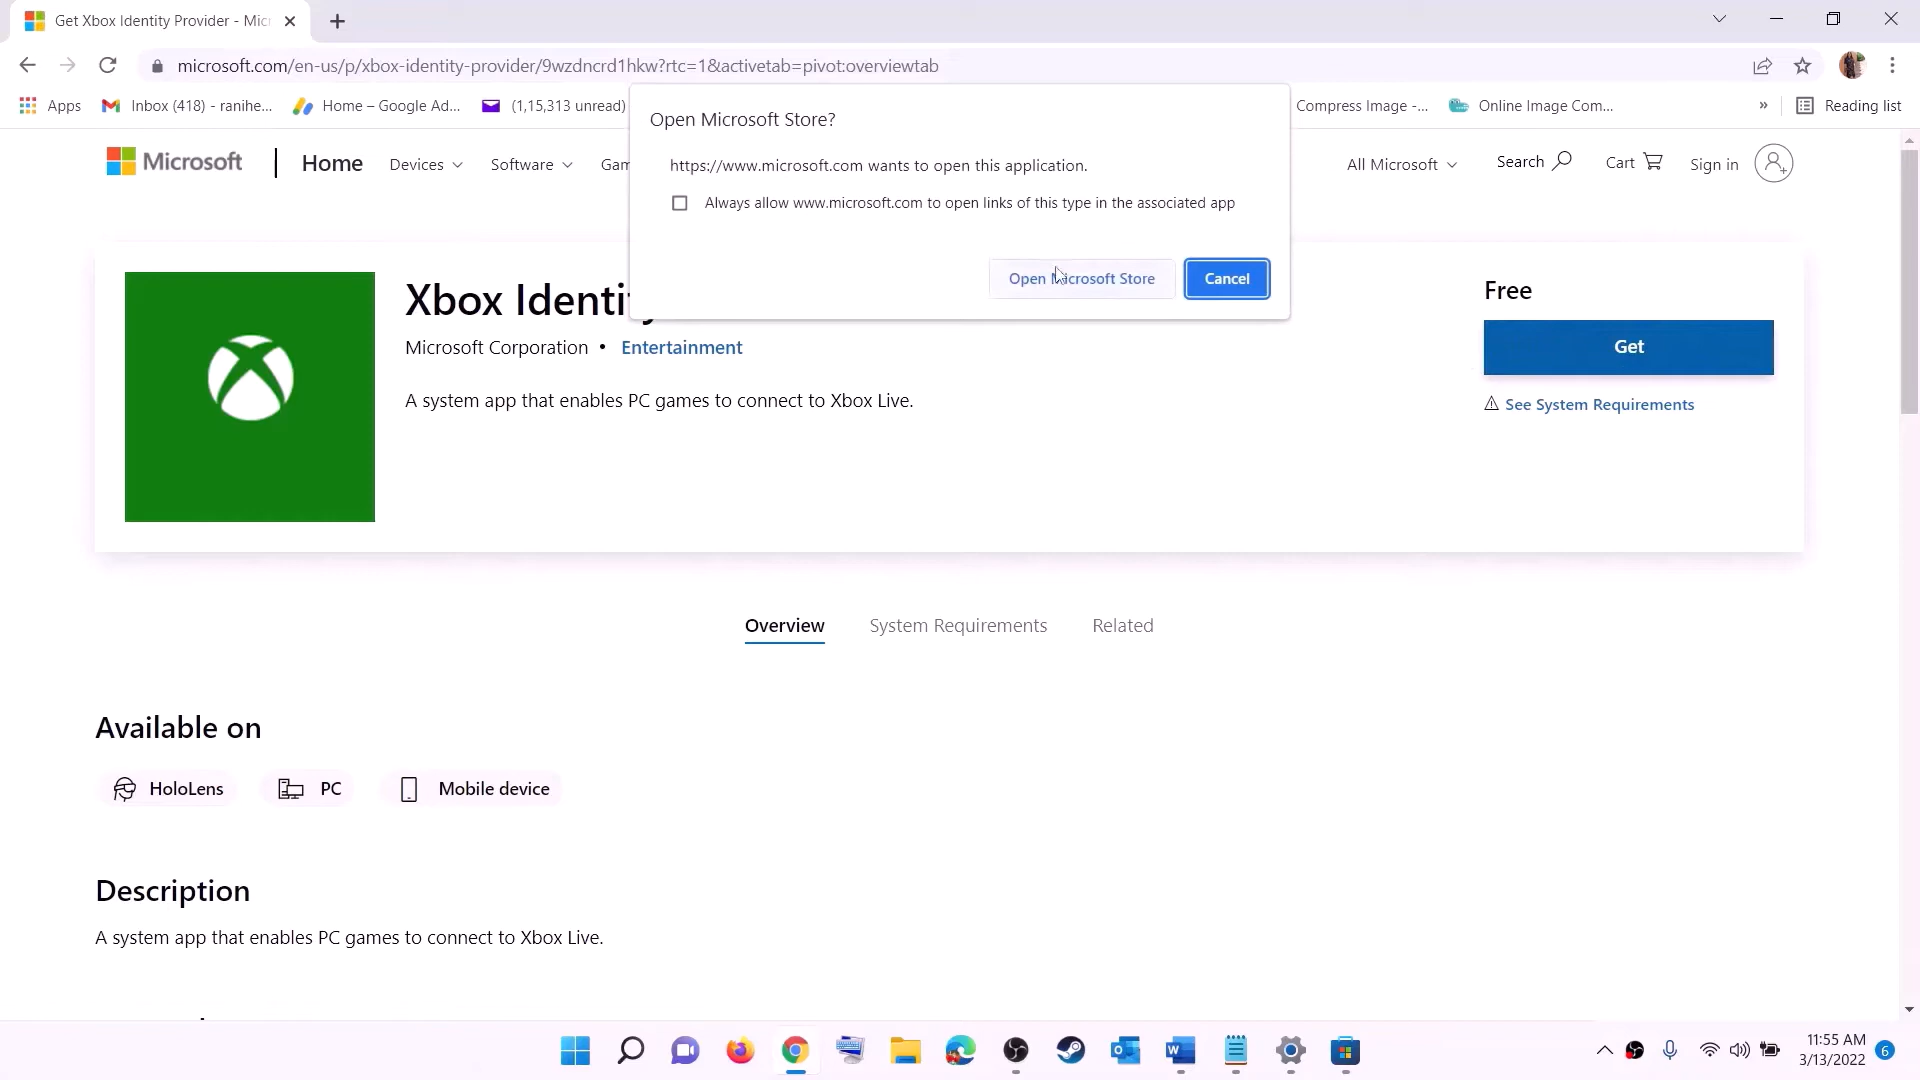 Get Xbox Identity Provider - Micr
microsoft.com/en-us/p/xbox-identity-provider/9wzdncrd1hkw?rtc=1&activetab=pivot:overviewtab
Apps
Inbox (418) - ranihe...
Home – Google Ad...
(1,15,313 unread)
Compress Image -...
Online Image Com...
»
Reading list
Open Microsoft Store?
https://www.microsoft.com wants to open this application.
Always allow www.microsoft.com to open links of this type in the associated app
Open Microsoft Store
Cancel
Microsoft
Home
Devices
Software
Gam
All Microsoft
Search
Cart
Sign in
Xbox Identity
Microsoft Corporation • Entertainment
A system app that enables PC games to connect to Xbox Live.
Free
Get
See System Requirements
Overview
System Requirements
Related
Available on
HoloLens
PC
Mobile device
Description
A system app that enables PC games to connect to Xbox Live.
11:55 AM
3/13/2022
6